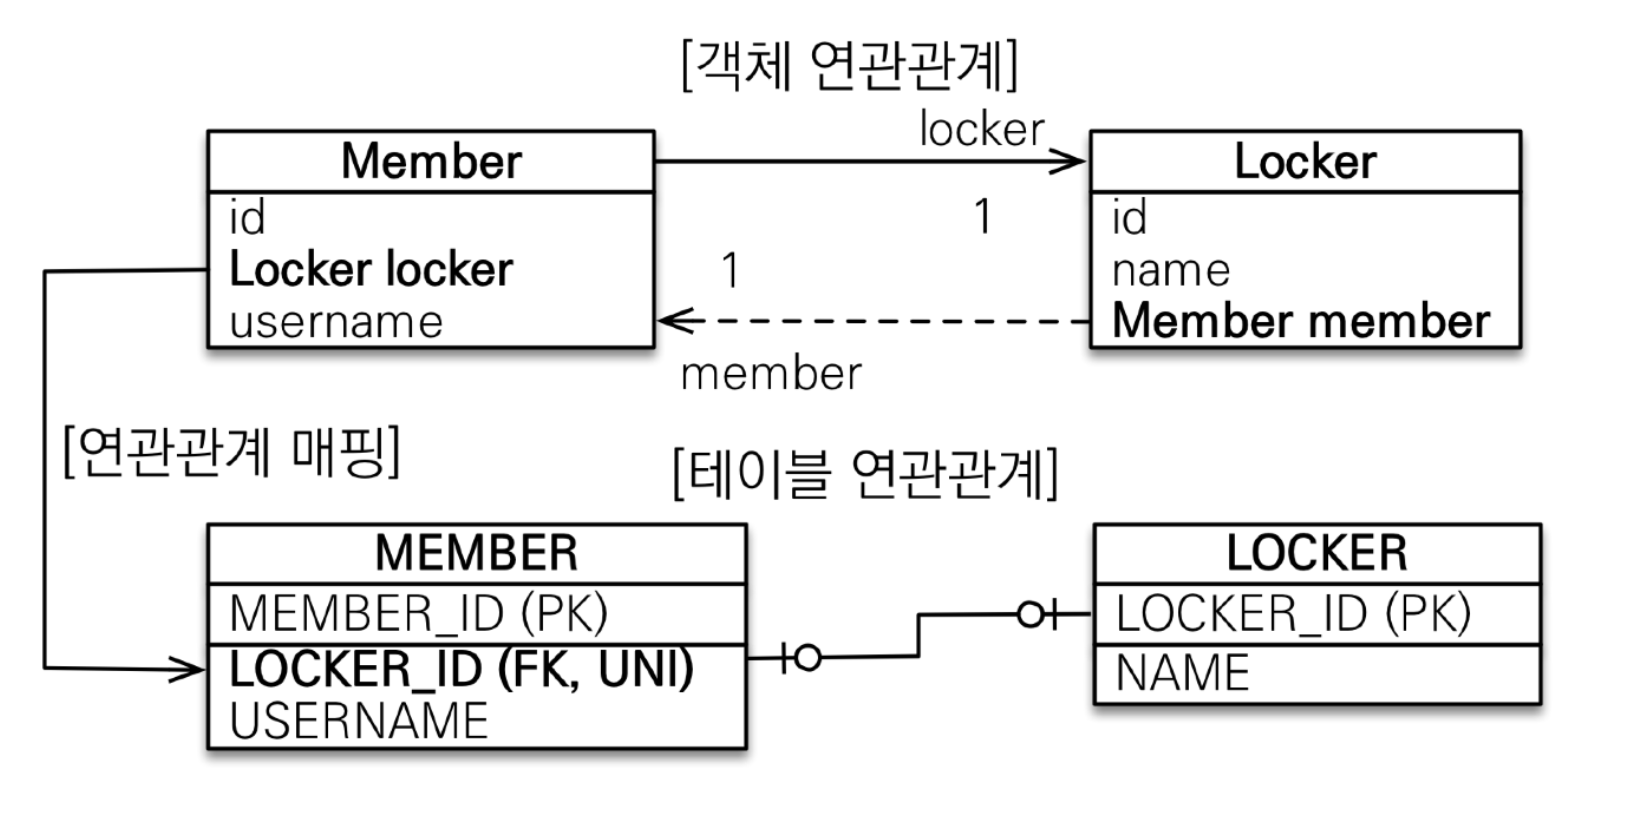 [객체 연관관계]
locker
Member
id
Locker locker
username
1
1
member
Locker
id
name
Member member
[연관관계 매핑]
[테이블 연관관계]
MEMBER
MEMBER_ID (PK)
LOCKER_ID (FK, UNI)
USERNAME
LOCKER
LOCKER_ID (PK)
NAME